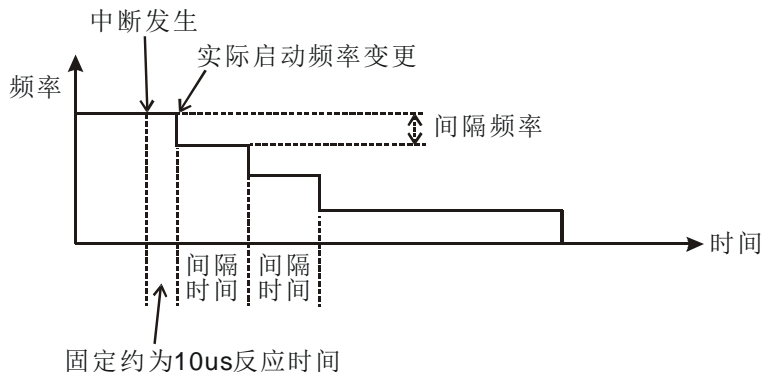 中断发生
实际启动频率变更
频率
间隔频率
时间
间隔
时间
间隔
时间
固定约为10us反应时间